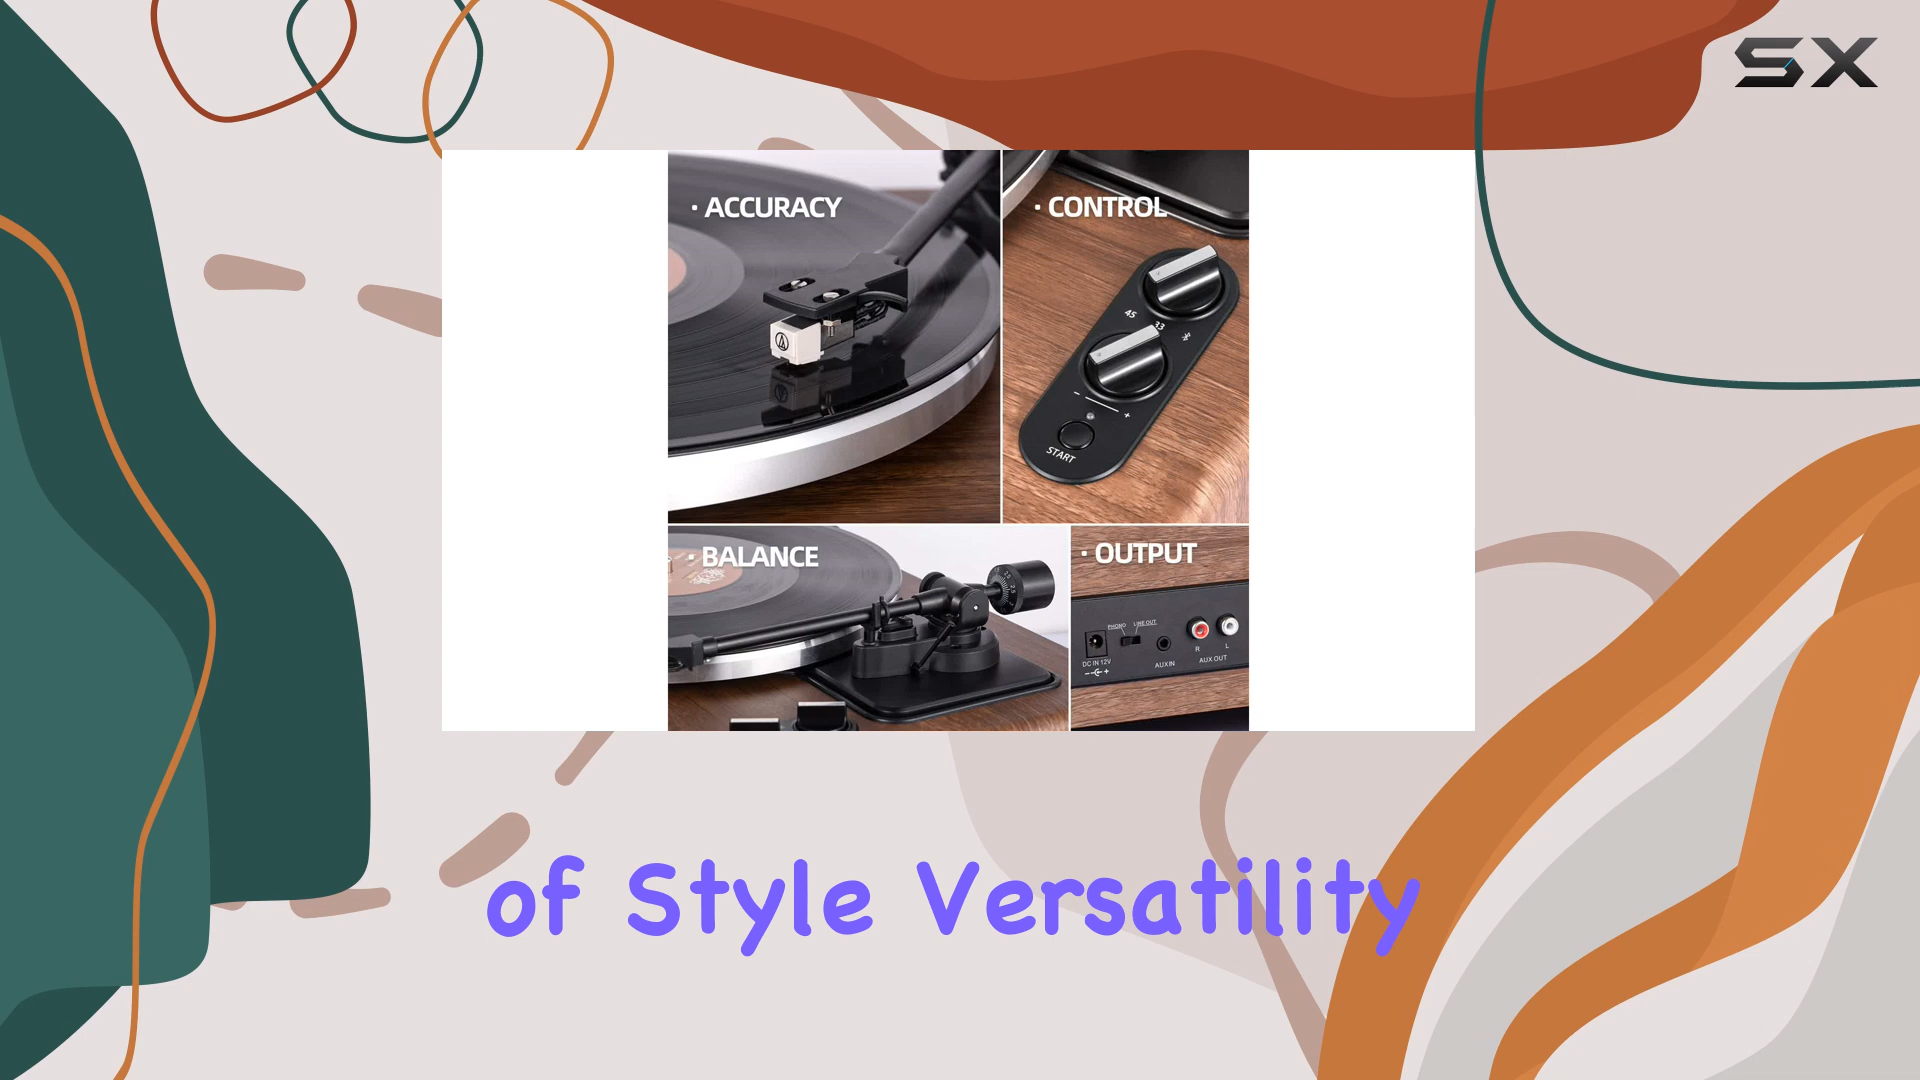 SX
· ACCURACY
· CONTROL
45 33
- +
START
· BALANCE
· OUTPUT
PHONO LINE OUT
DC IN 12V
AUX IN
R L
AUX OUT
of Style Versatility